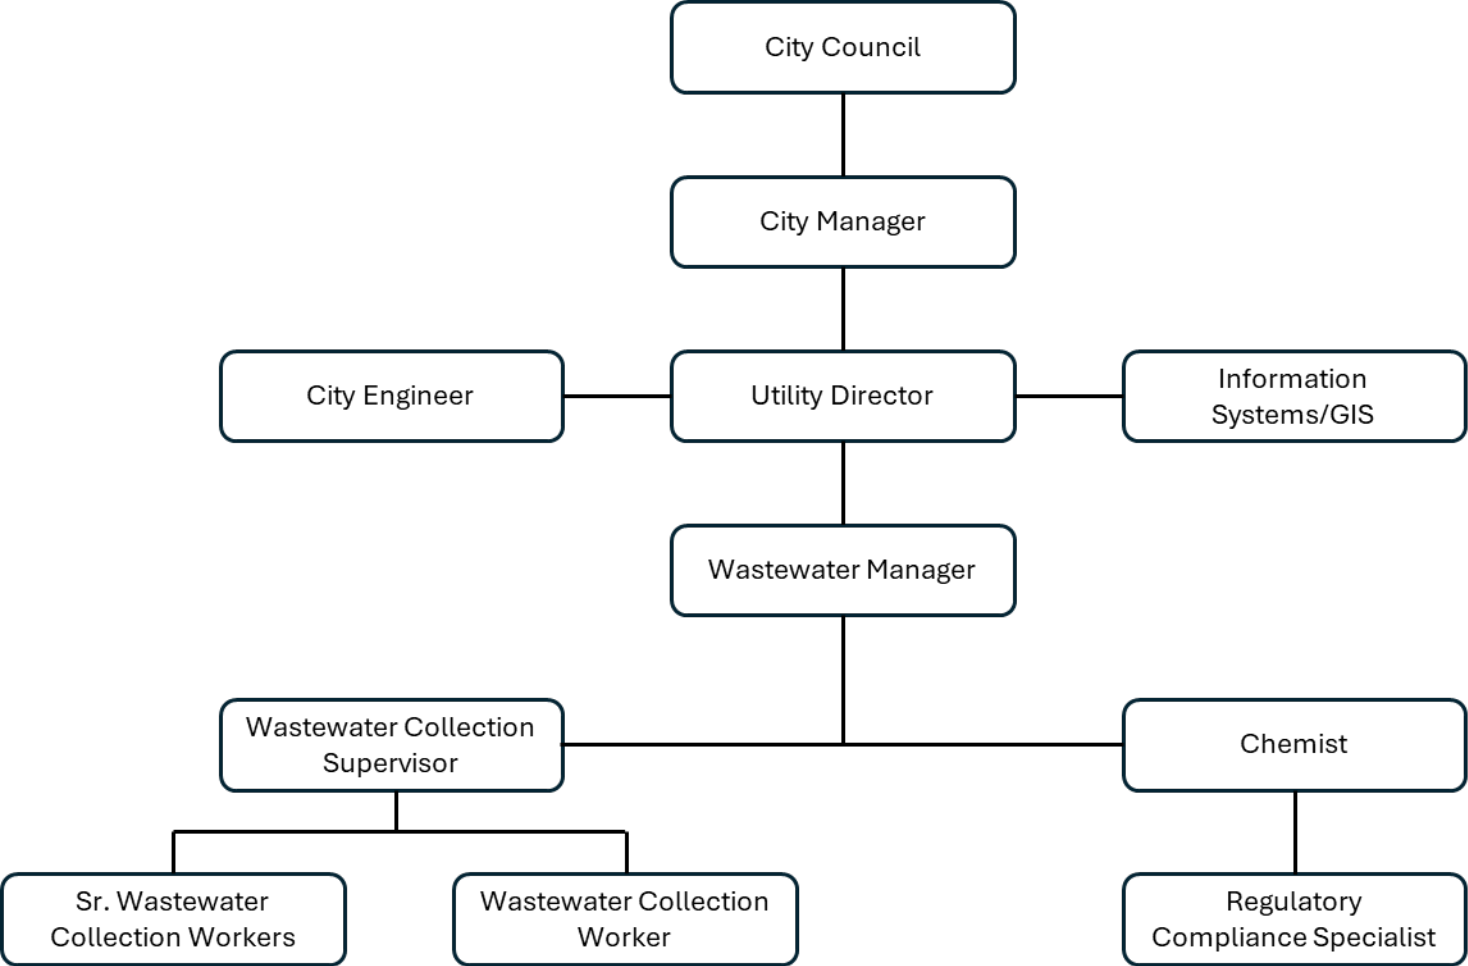 City Council
City Manager
City Engineer
Utility Director
Information
Systems/GIS
Wastewater Manager
Wastewater Collection
Supervisor
Chemist
Sr. Wastewater
Collection Workers
Wastewater Collection
Worker
Regulatory
Compliance Specialist